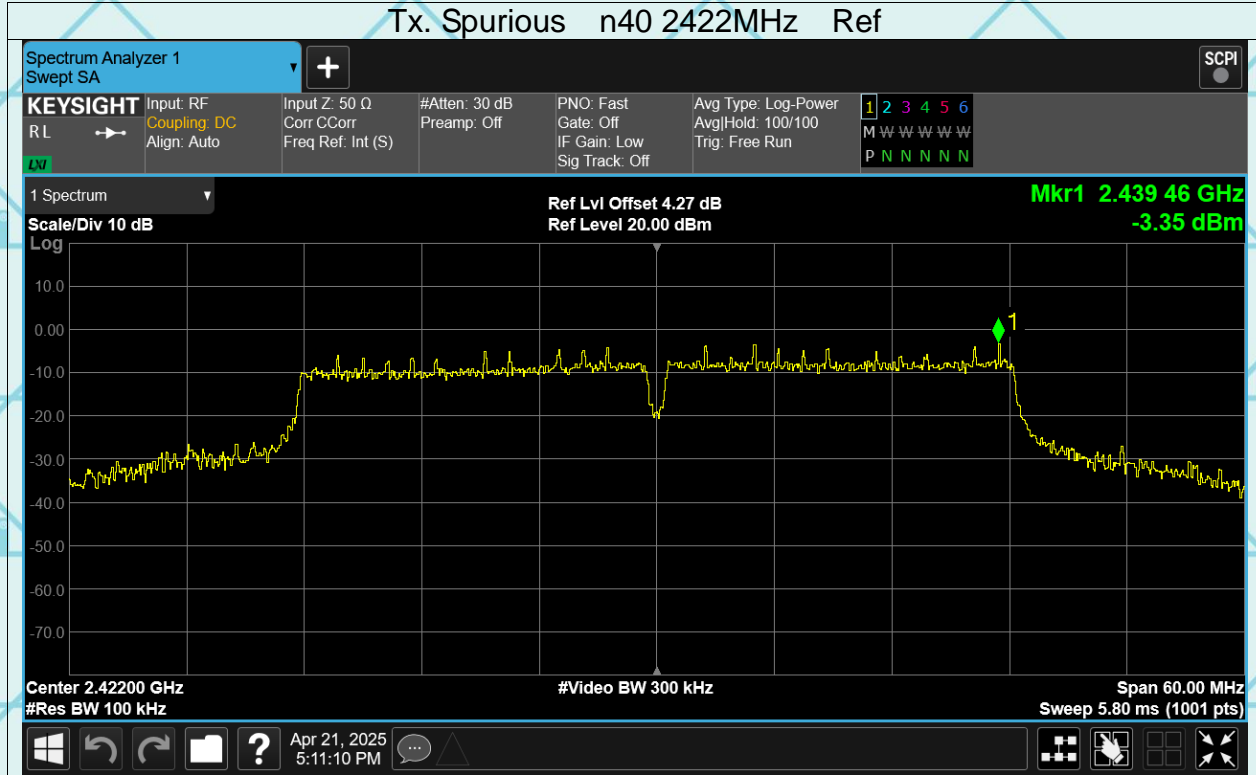 Tx. Spurious n40 2422MHz Ref
Spectrum Analyzer 1
Swept SA
+
SCPI
KEYSIGHT
R L
LXI
Input: RF
Coupling: DC
Align: Auto
Input Z: 50 Ω
Corr CCorr
Freq Ref: Int (S)
#Atten: 30 dB
Preamp: Off
PNO: Fast
Gate: Off
IF Gain: Low
Sig Track: Off
Avg Type: Log-Power
Avg|Hold: 100/100
Trig: Free Run
1 2 3 4 5 6
M W W W W W
P N N N N N
1 Spectrum
Scale/Div 10 dB
Ref Lvl Offset 4.27 dB
Ref Level 20.00 dBm
Mkr1 2.439 46 GHz
-3.35 dBm
Log
10.0
0.00
-10.0
-20.0
-30.0
-40.0
-50.0
-60.0
-70.0
1
Center 2.42200 GHz
#Res BW 100 kHz
#Video BW 300 kHz
Span 60.00 MHz
Sweep 5.80 ms (1001 pts)
?
Apr 21, 2025
5:11:10 PM